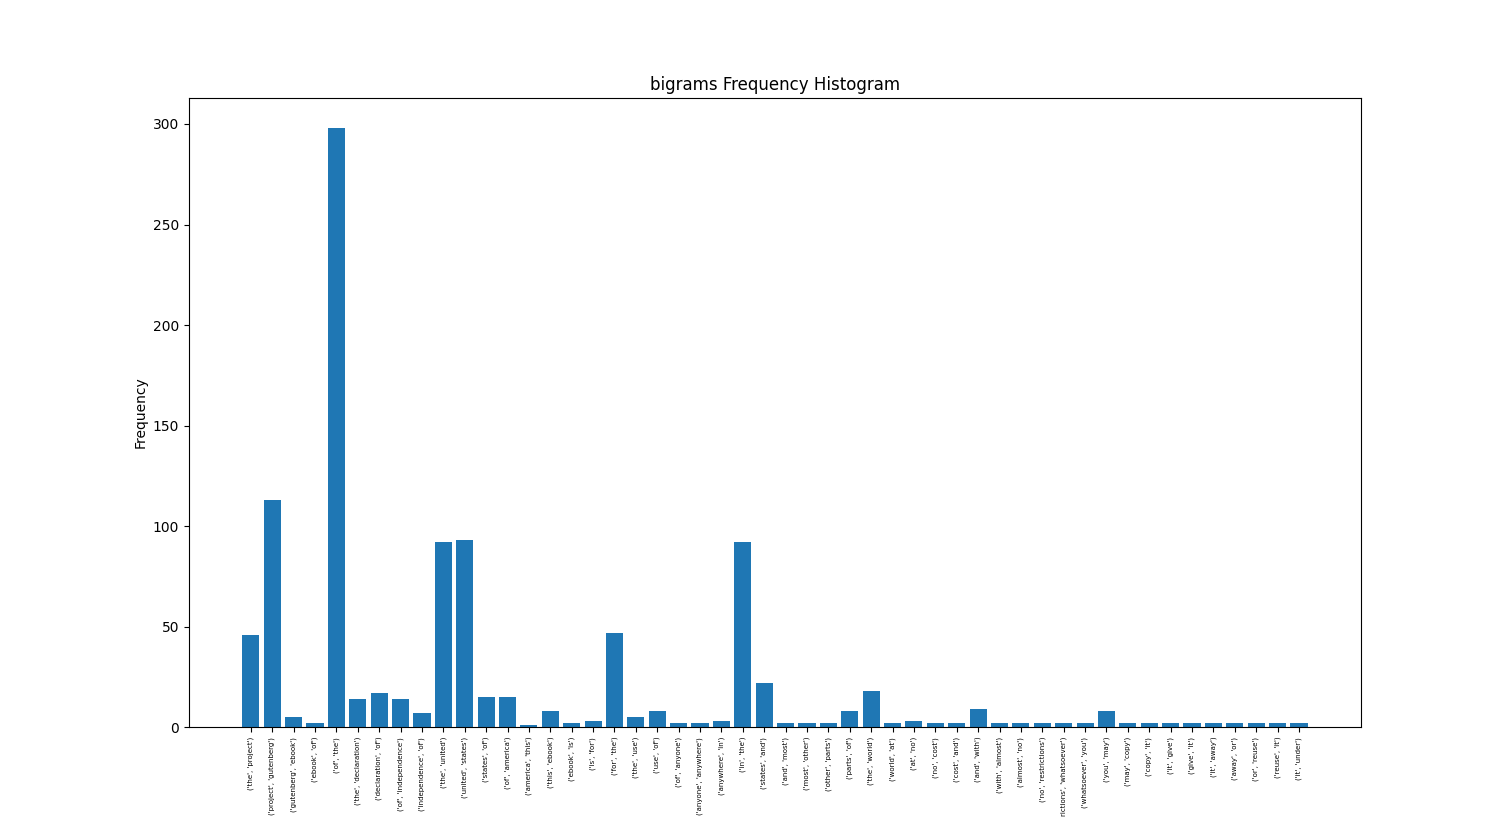 bigrams Frequency Histogram
300
250
200
150
100
50
0
Frequency
('the', 'project')
('project', 'gutenberg')
('gutenberg', 'ebook')
('ebook', 'of')
('of', 'the')
('the', 'declaration')
('declaration', 'of')
('of', 'independence')
('independence', 'of')
('the', 'united')
('united', 'states')
('states', 'of')
('of', 'america')
('america', 'this')
('this', 'ebook')
('ebook', 'is')
('is', 'for')
('for', 'the')
('the', 'use')
('use', 'of')
('of', 'anyone')
('anyone', 'anywhere')
('anywhere', 'in')
('in', 'the')
('states', 'and')
('and', 'most')
('most', 'other')
('other', 'parts')
('parts', 'of')
('the', 'world')
('world', 'at')
('at', 'no')
('no', 'cost')
('cost', 'and')
('and', 'with')
('with', 'almost')
('almost', 'no')
('no', 'restrictions')
rictions', 'whatsoever')
('whatsoever', 'you')
('you', 'may')
('may', 'copy')
('copy', 'it')
('it', 'give')
('give', 'it')
('it', 'away')
('away', 'or')
('or', 'reuse')
('reuse', 'it')
('it', 'under')